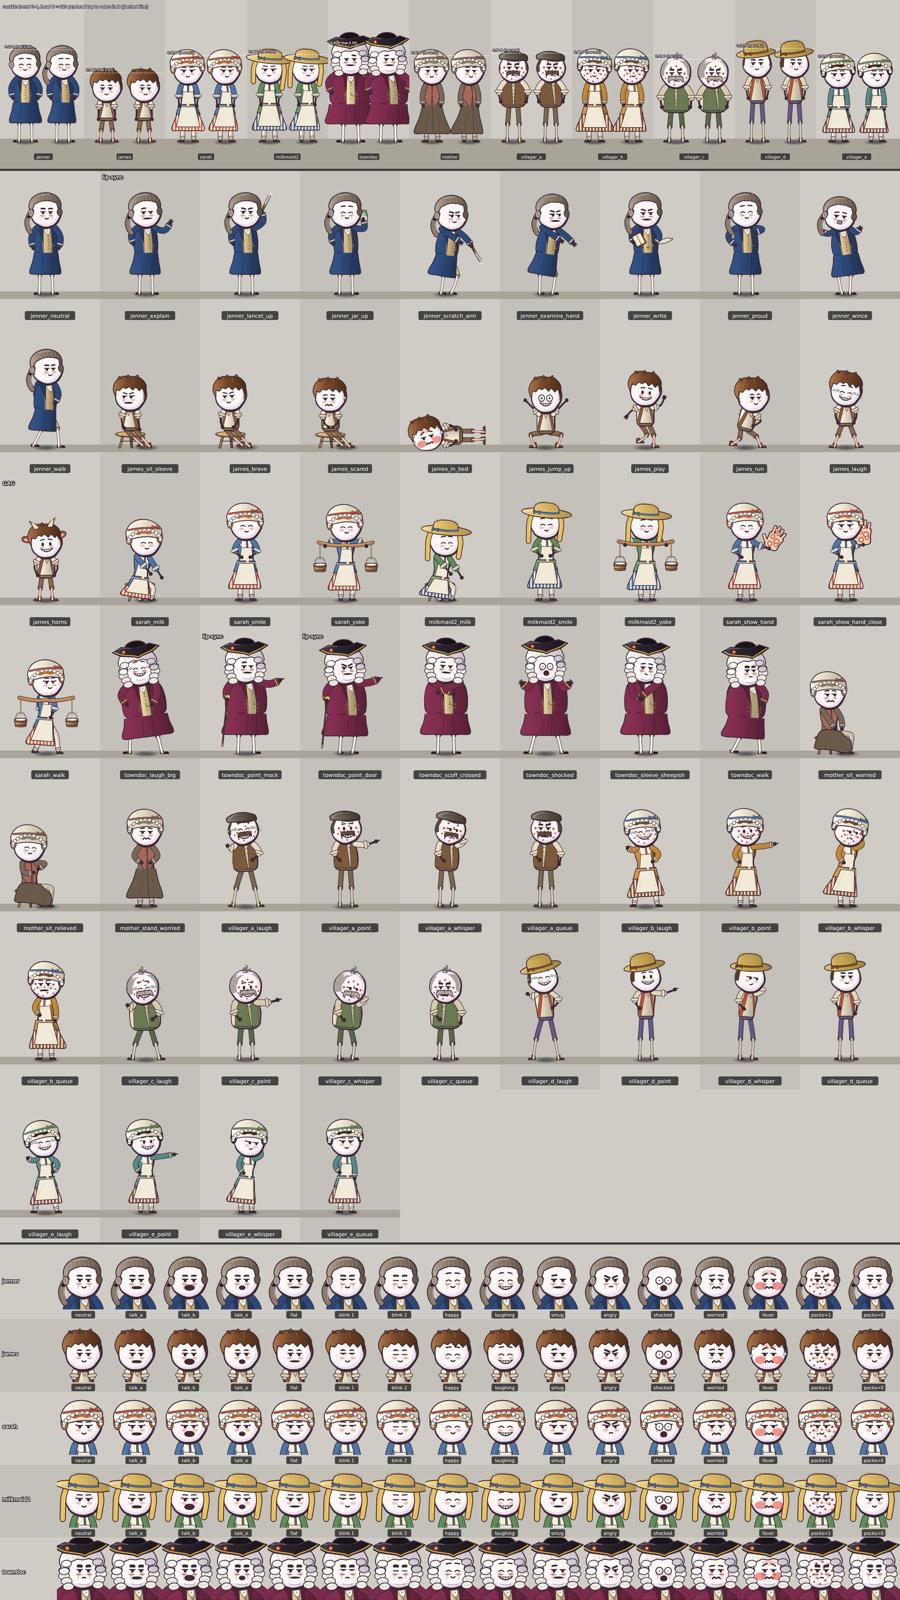 jenner james sarah milkmaid2 towndoc mother villager_a villager_b villager_c villager_d villager_e
lip-sync
jenner_neutral jenner_explain jenner_lancet_up jenner_jar_up jenner_scratch_arm jenner_examine_hand jenner_write jenner_proud jenner_wince
jenner_walk james_sit_sleeve james_brave james_scared james_in_bed james_jump_up james_play james_run james_laugh
GAG
james_horns sarah_milk sarah_smile sarah_yoke milkmaid2_milk milkmaid2_smile milkmaid2_yoke sarah_show_hand sarah_show_hand_close
lip-sync lip-sync
sarah_walk towndoc_laugh_big towndoc_point_mock towndoc_point_door towndoc_scoff_crossed towndoc_shocked towndoc_sleeve_sheepish towndoc_walk mother_sit_worried
mother_sit_relieved mother_stand_worried villager_a_laugh villager_a_point villager_a_whisper villager_a_queue villager_b_laugh villager_b_point villager_b_whisper
villager_b_queue villager_c_laugh villager_c_point villager_c_whisper villager_c_queue villager_d_laugh villager_d_point villager_d_whisper villager_d_queue
villager_e_laugh villager_e_point villager_e_whisper villager_e_queue
jenner
neutral talk_a talk_b talk_o flat blink 1 blink 2 happy laughing smug angry shocked worried fever pocks=1 pocks=0
james
neutral talk_a talk_b talk_o flat blink 1 blink 2 happy laughing smug angry shocked worried fever pocks=1 pocks=0
sarah
neutral talk_a talk_b talk_o flat blink 1 blink 2 happy laughing smug angry shocked worried fever pocks=1 pocks=0
milkmaid2
neutral talk_a talk_b talk_o flat blink 1 blink 2 happy laughing smug angry shocked worried fever pocks=1 pocks=0
towndoc